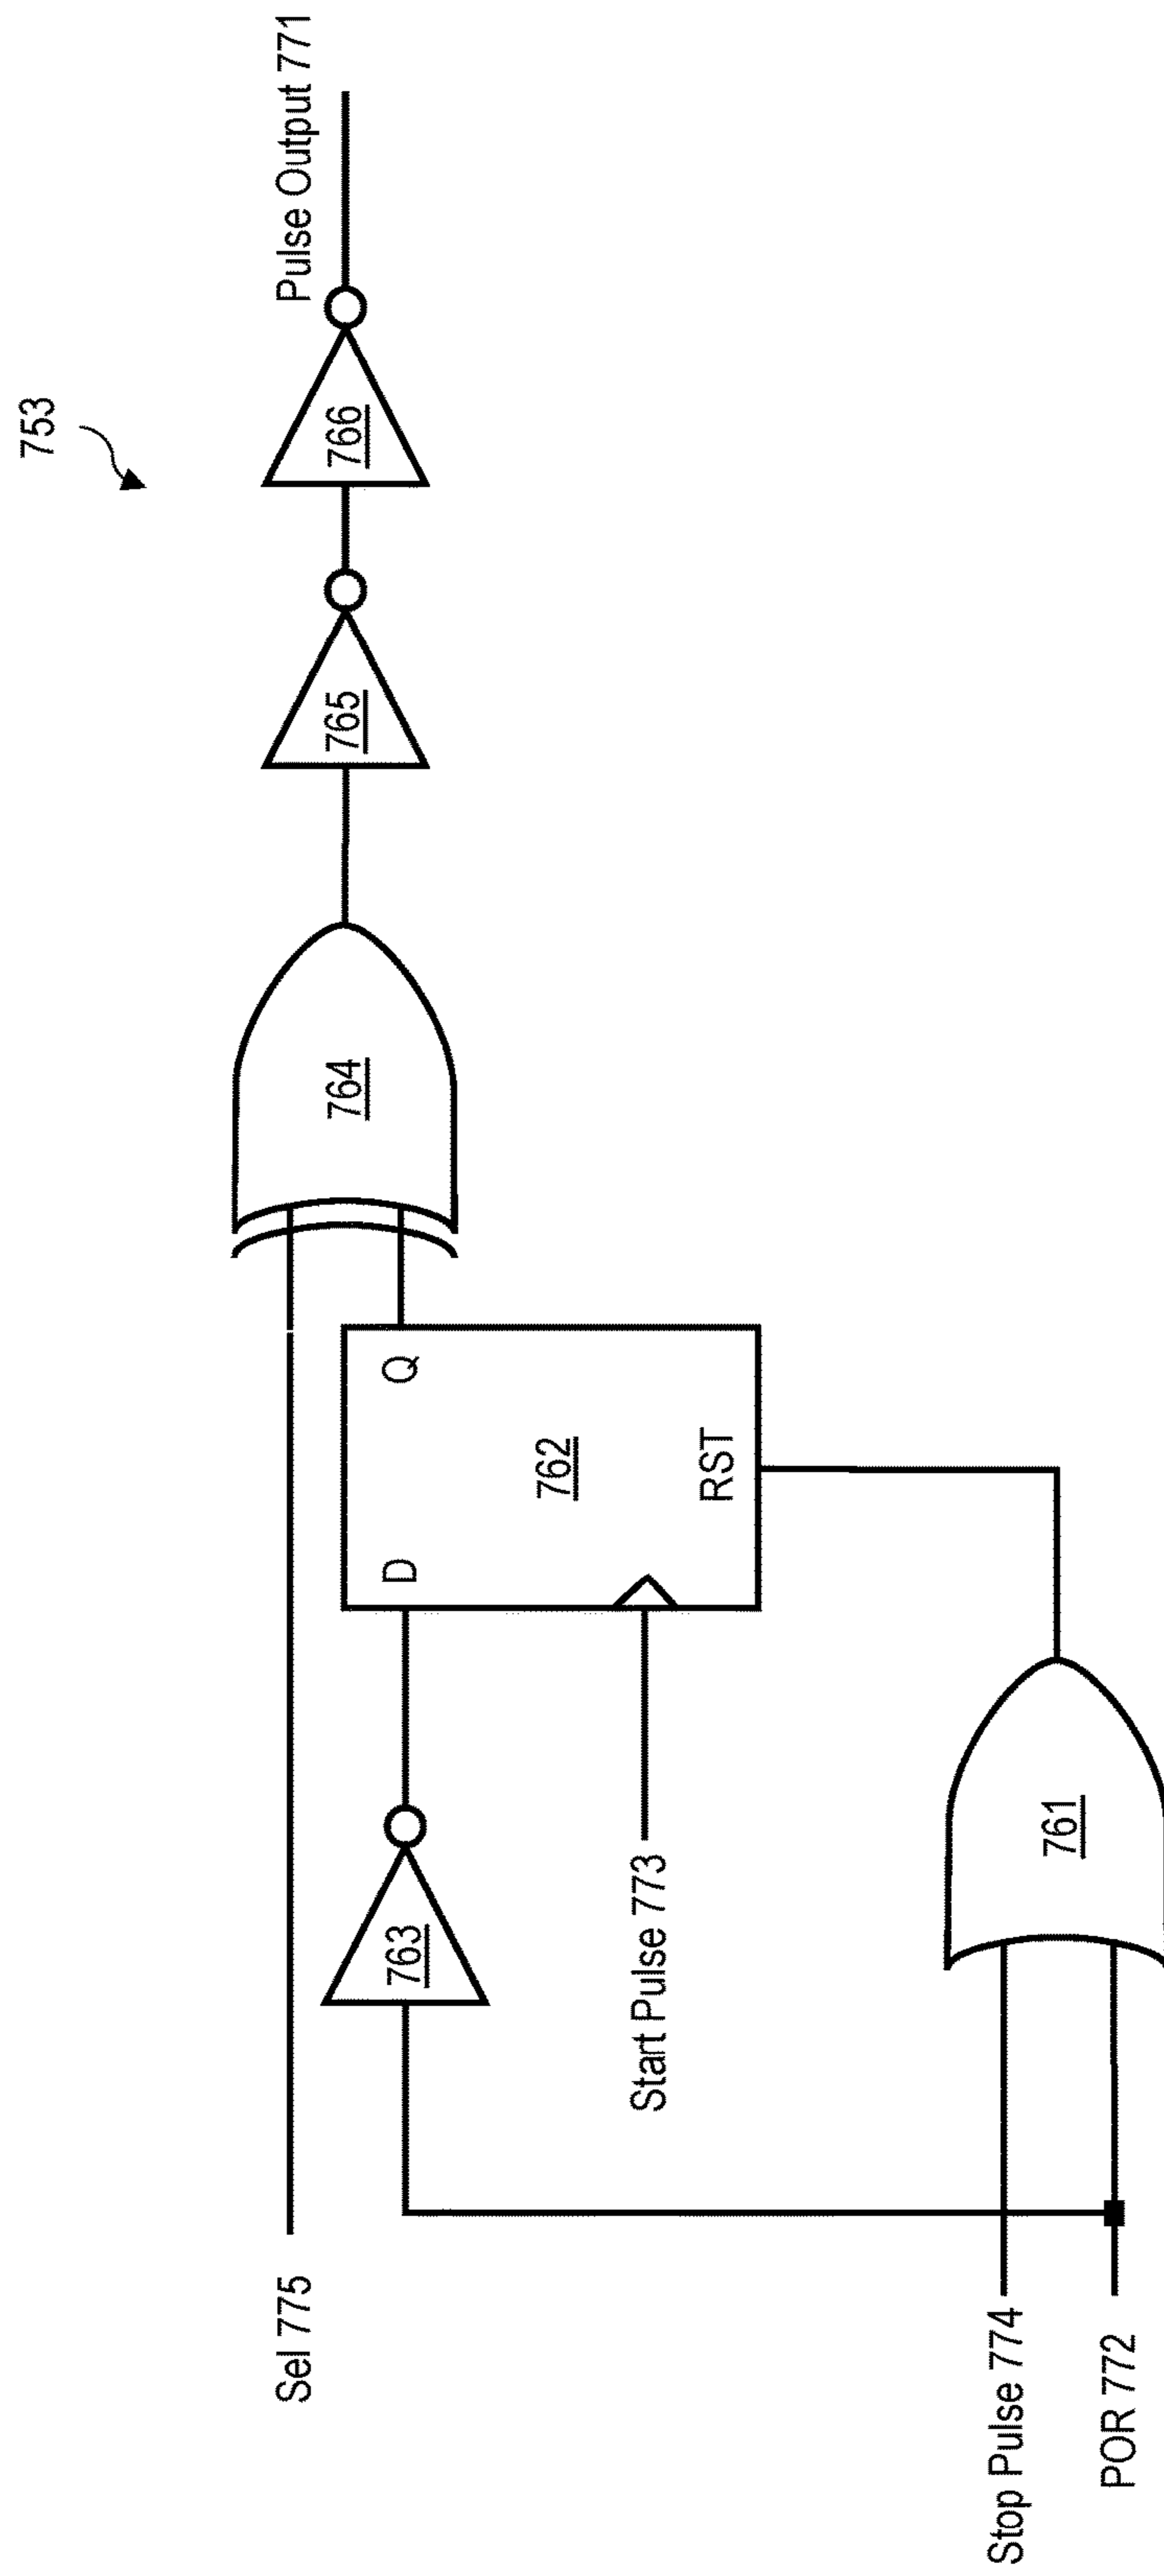 753
Pulse Output 771
766
765
764
Sel 775
D
Q
762
RST
763
Start Pulse 773
761
Stop Pulse 774
POR 772